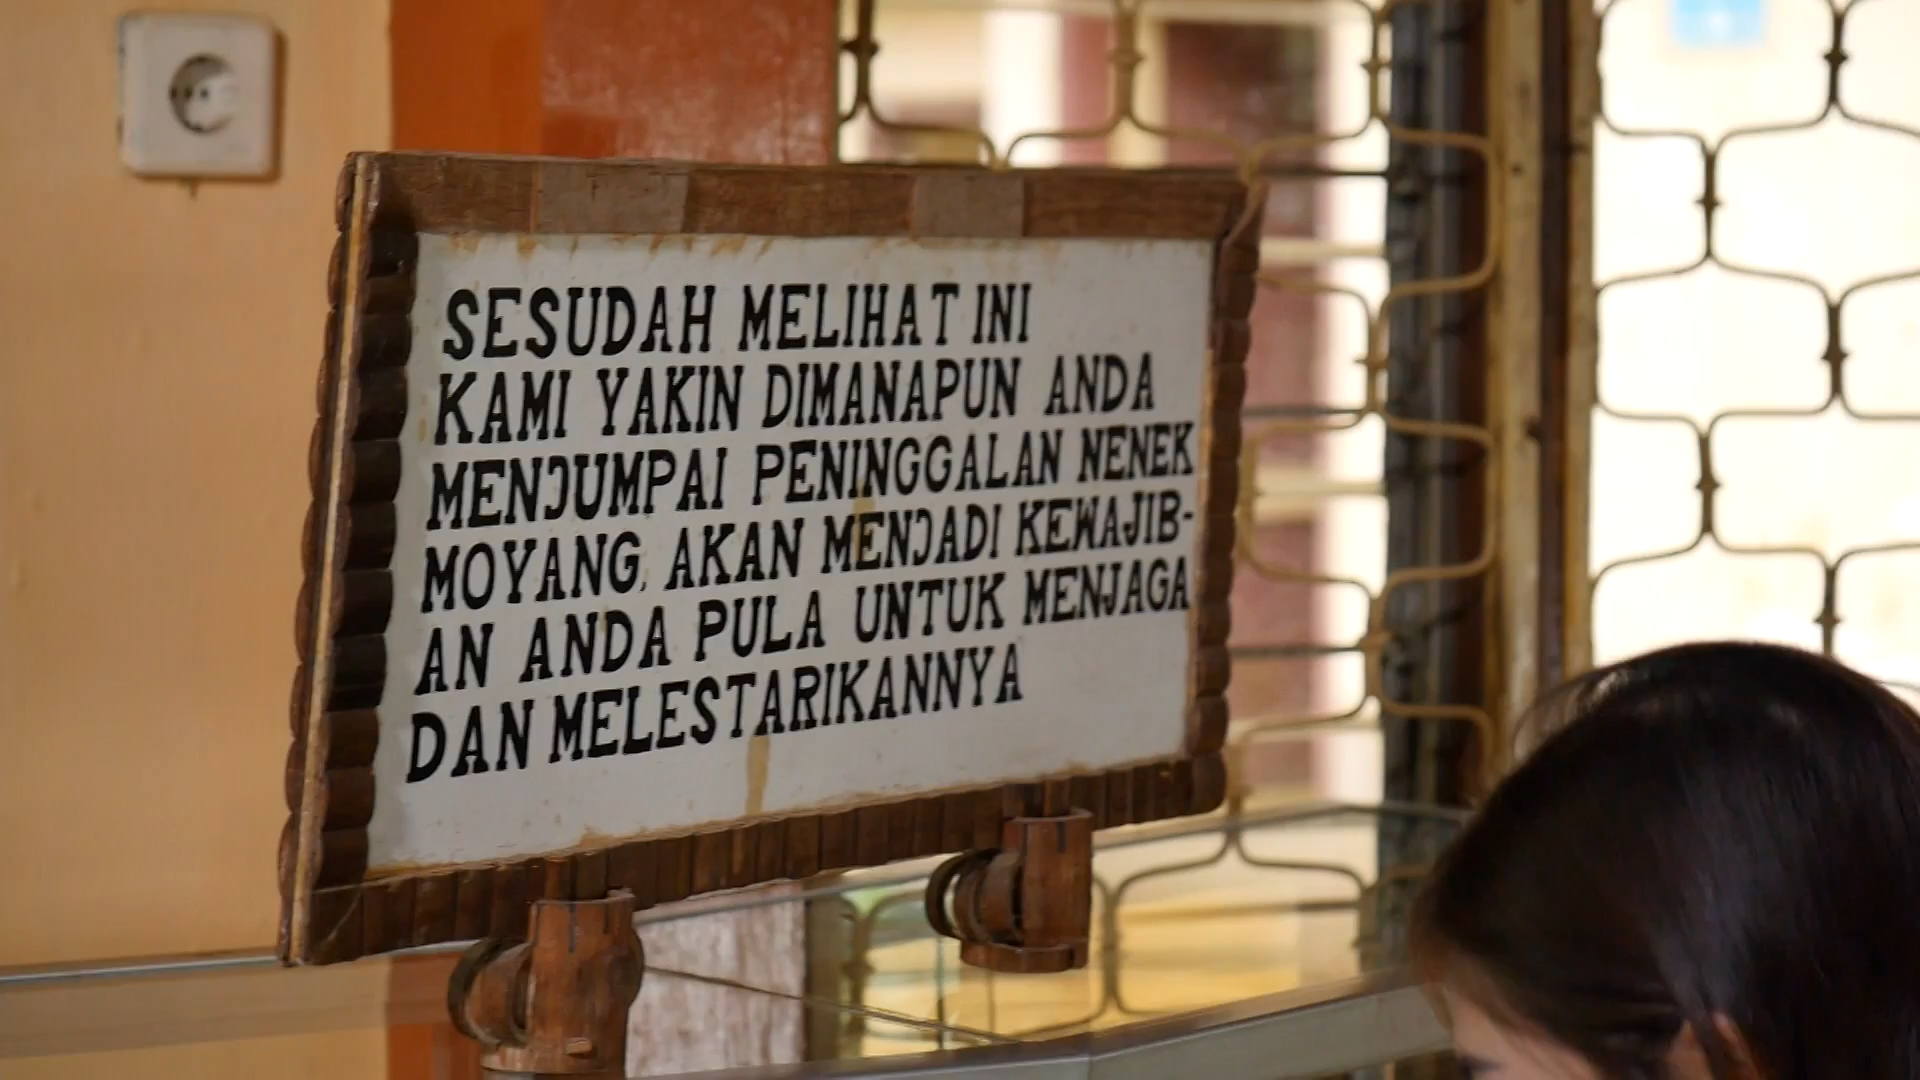 SESUDAH MELIHAT INI
KAMI YAKIN DIMANAPUN ANDA
MENJUMPAI PENINGGALAN NENEK
MOYANG, AKAN MENJADI KEWAJIB-
AN ANDA PULA UNTUK MENJAGA
DAN MELESTARIKANNYA